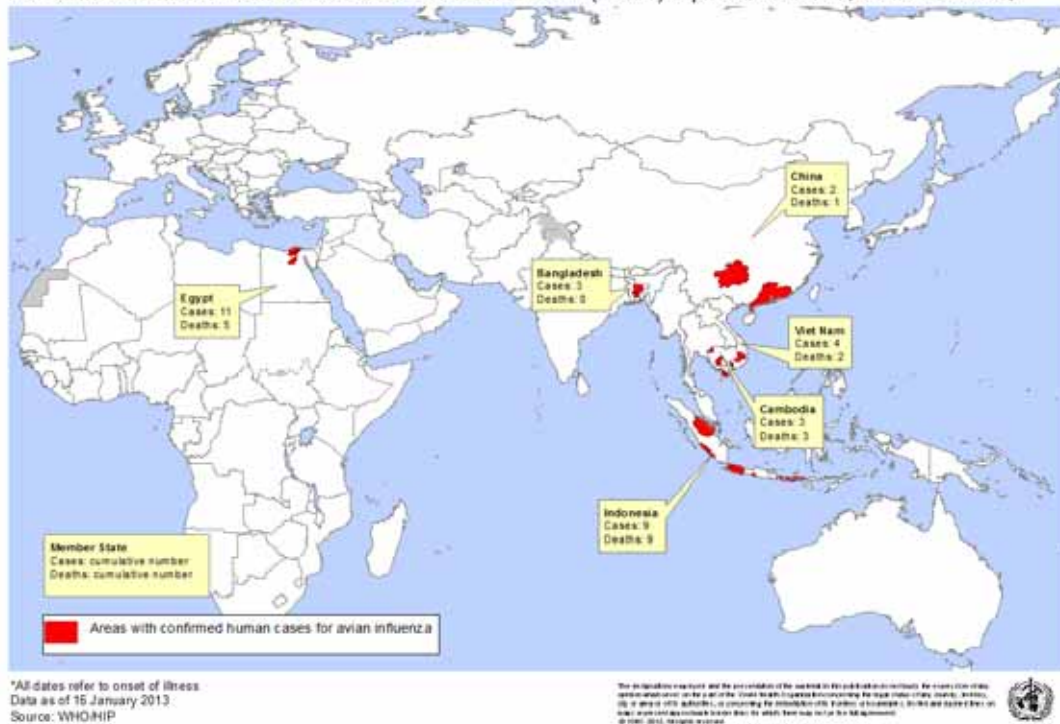 China
Cases: 2
Deaths: 1
Bangladesh
Cases: 3
Deaths: 0
Egypt
Cases: 11
Deaths: 5
Viet Nam
Cases: 4
Deaths: 2
Cambodia
Cases: 3
Deaths: 3
Indonesia
Cases: 9
Deaths: 9
Member State
Cases: cumulative number
Deaths: cumulative number
Areas with confirmed human cases for avian influenza
*All dates refer to onset of illness
Data as of 16 January 2013
Source: WHO/HIP